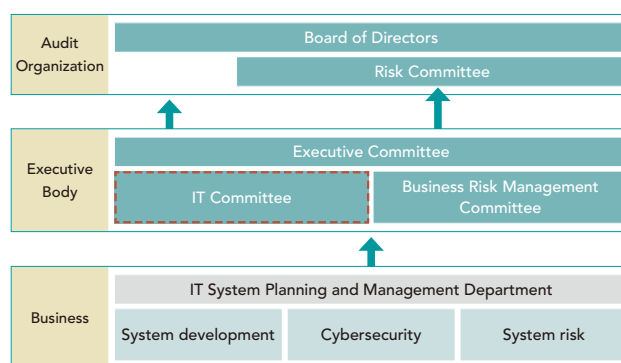 Audit
Organization
Board of Directors
Risk Committee
Executive
Body
Executive Committee
IT Committee
Business Risk Management
Committee
Business
IT System Planning and Management Department
System development
Cybersecurity
System risk